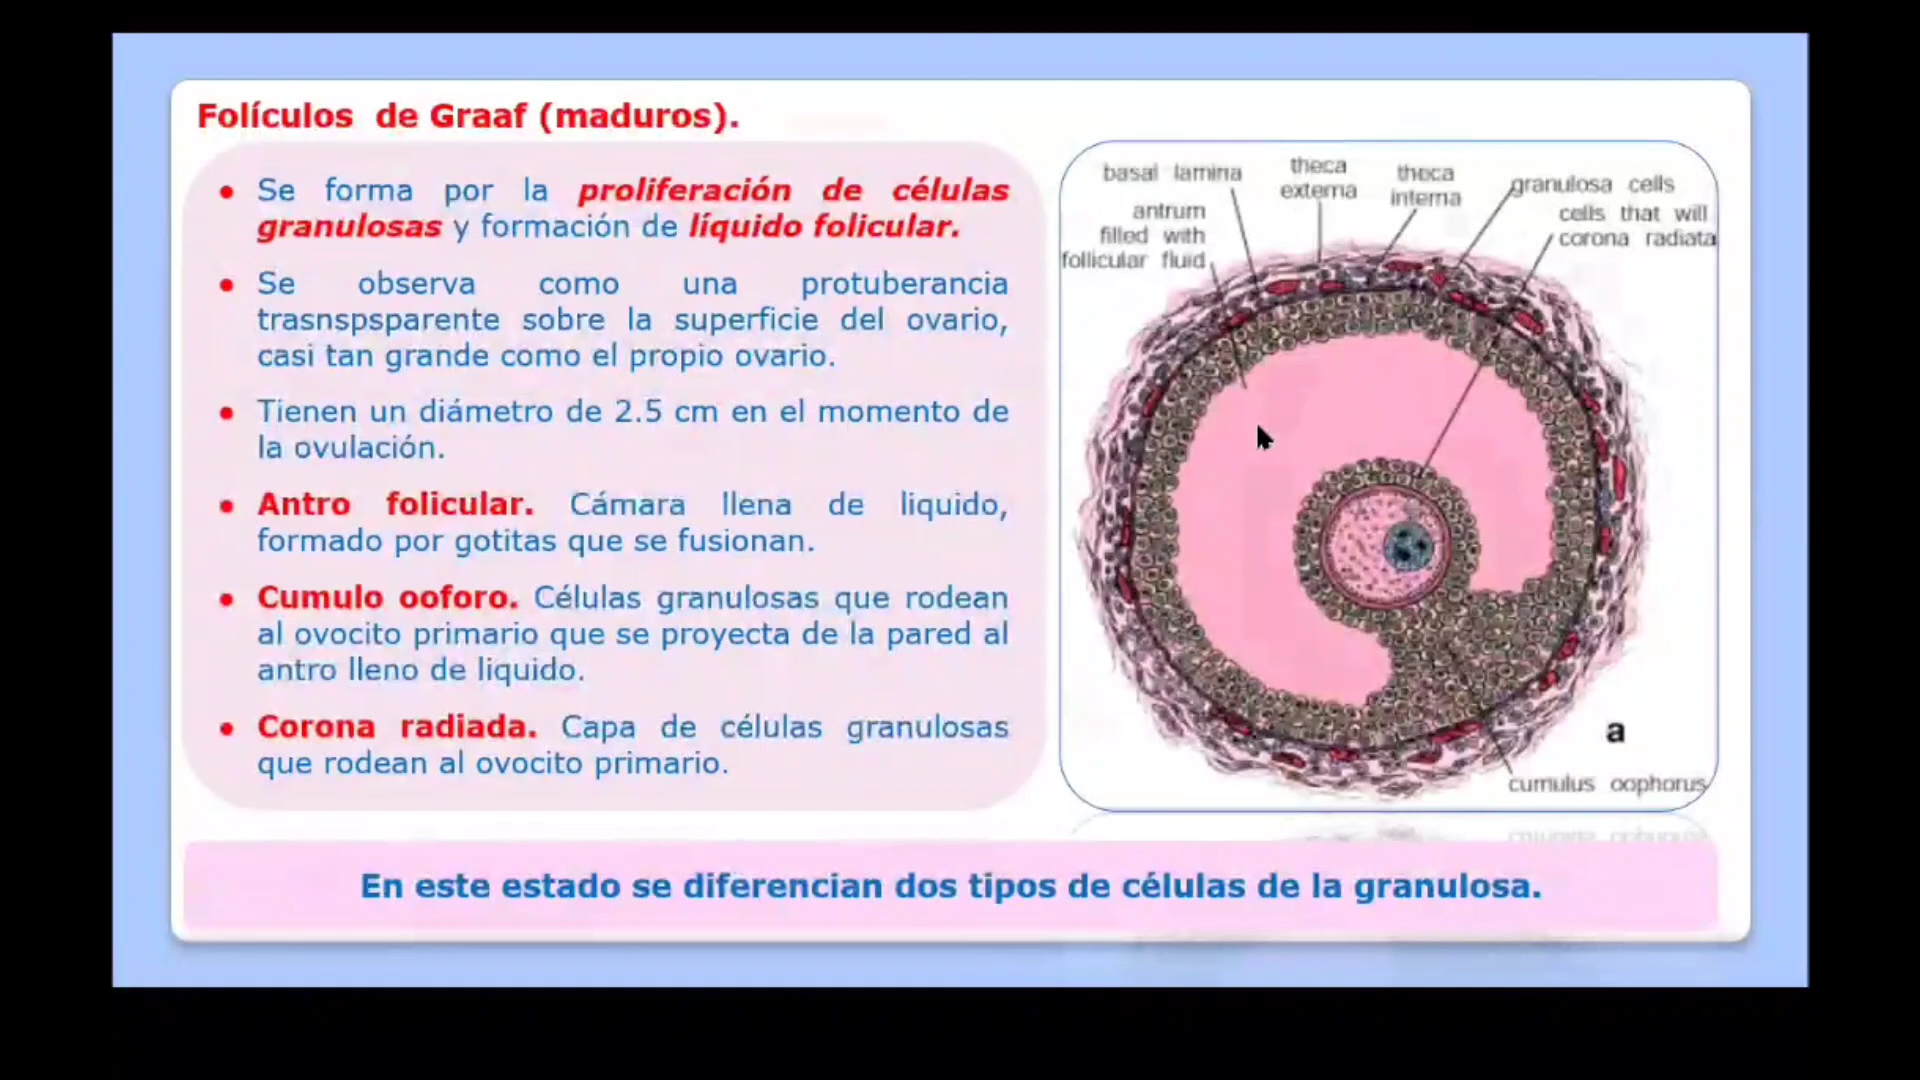 Folículos de Graaf (maduros).
Se forma por la proliferación de células
granulosas y formación de líquido folicular.
Se observa como una protuberancia
trasnspsparente sobre la superficie del ovario,
casi tan grande como el propio ovario.
Tienen un diámetro de 2.5 cm en el momento de
la ovulación.
Antro folicular. Cámara llena de liquido,
formado por gotitas que se fusionan.
Cumulo ooforo. Células granulosas que rodean
al ovocito primario que se proyecta de la pared al
antro lleno de liquido.
Corona radiada. Capa de células granulosas
que rodean al ovocito primario.
basal lamina
theca
externa
theca
interna
granulosa cells
cells that will
corona radiata
antrum
filled with
follicular fluid
a
cumulus oophorus
En este estado se diferencian dos tipos de células de la granulosa.